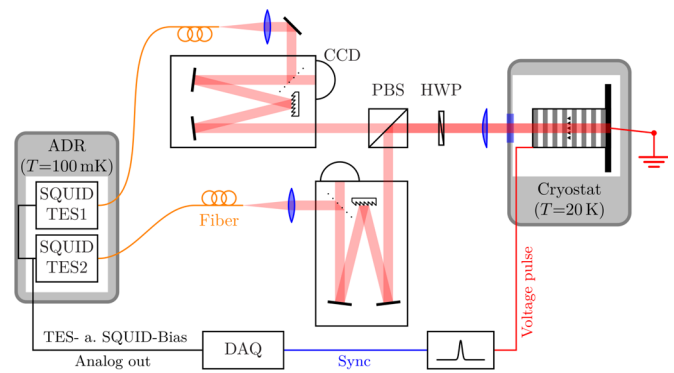 CCD
PBS
HWP
ADR
(T=100 mK)
SQUID
TES1
SQUID
TES2
Fiber
Cryostat
(T=20 K)
Voltage pulse
TES- a. SQUID-Bias
Analog out
DAQ
Sync